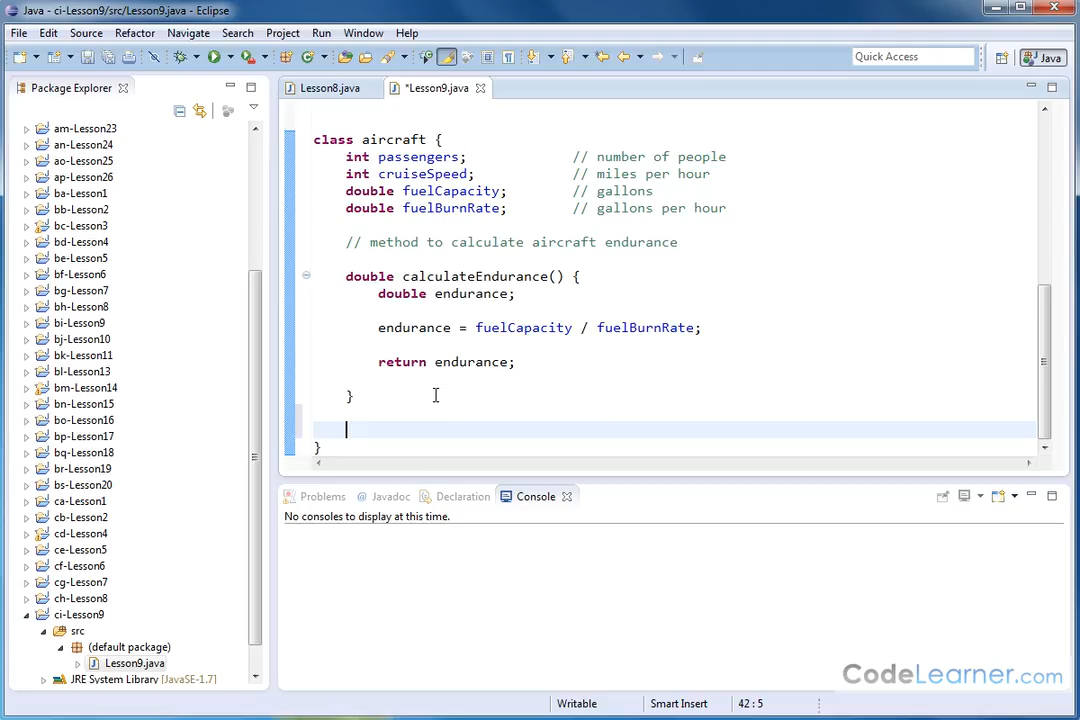 Java - ci-Lesson9/src/Lesson9.java - Eclipse
File Edit Source Refactor Navigate Search Project Run Window Help
Quick Access
Java
Package Explorer
Lesson8.java
*Lesson9.java
am-Lesson23
an-Lesson24
ao-Lesson25
ap-Lesson26
ba-Lesson1
bb-Lesson2
bc-Lesson3
bd-Lesson4
be-Lesson5
bf-Lesson6
bg-Lesson7
bh-Lesson8
bi-Lesson9
bj-Lesson10
bk-Lesson11
bl-Lesson13
bm-Lesson14
bn-Lesson15
bo-Lesson16
bp-Lesson17
bq-Lesson18
br-Lesson19
bs-Lesson20
ca-Lesson1
cb-Lesson2
cd-Lesson4
ce-Lesson5
cf-Lesson6
cg-Lesson7
ch-Lesson8
ci-Lesson9
src
(default package)
Lesson9.java
JRE System Library [JavaSE-1.7]
class aircraft {
int passengers; // number of people
int cruiseSpeed; // miles per hour
double fuelCapacity; // gallons
double fuelBurnRate; // gallons per hour
// method to calculate aircraft endurance
double calculateEndurance() {
double endurance;
endurance = fuelCapacity / fuelBurnRate;
return endurance;
}
}
Problems @ Javadoc Declaration Console
No consoles to display at this time.
CodeLearner.com
Writable Smart Insert 42 : 5